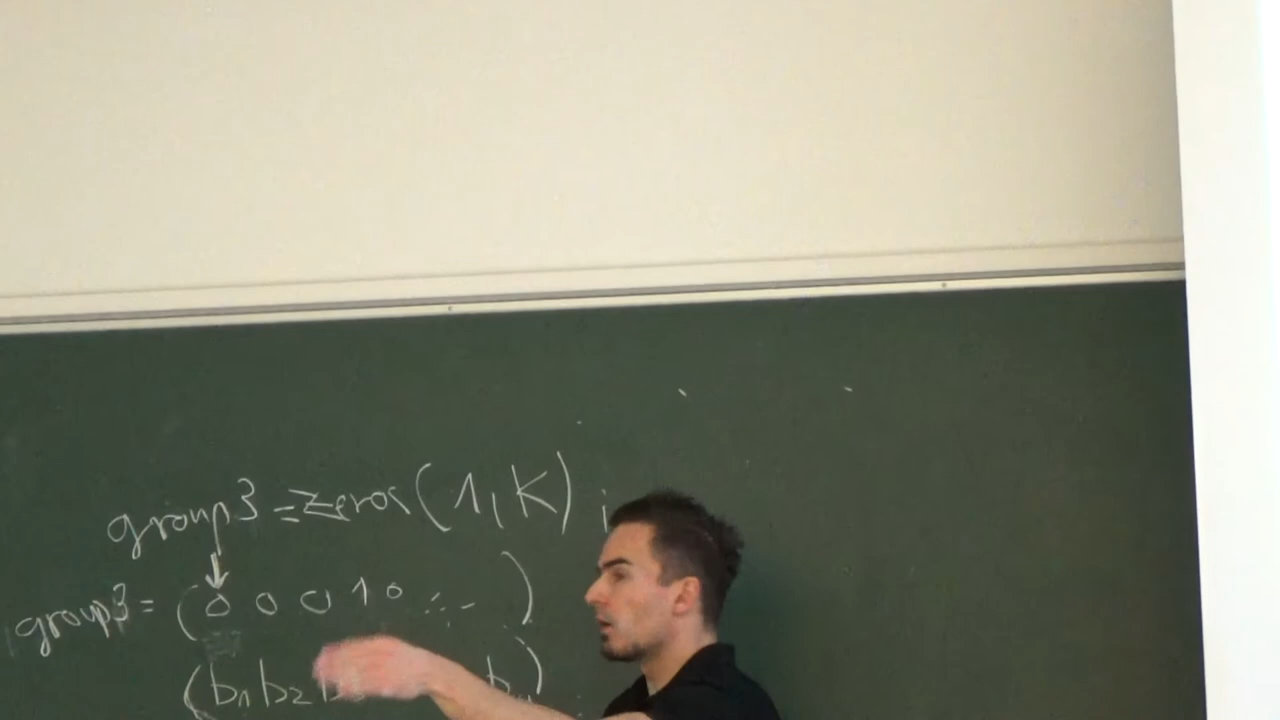 group3 = zeros(1,K);
group3 = (0 0 0 1 0 ... )
(b1 b2 b )